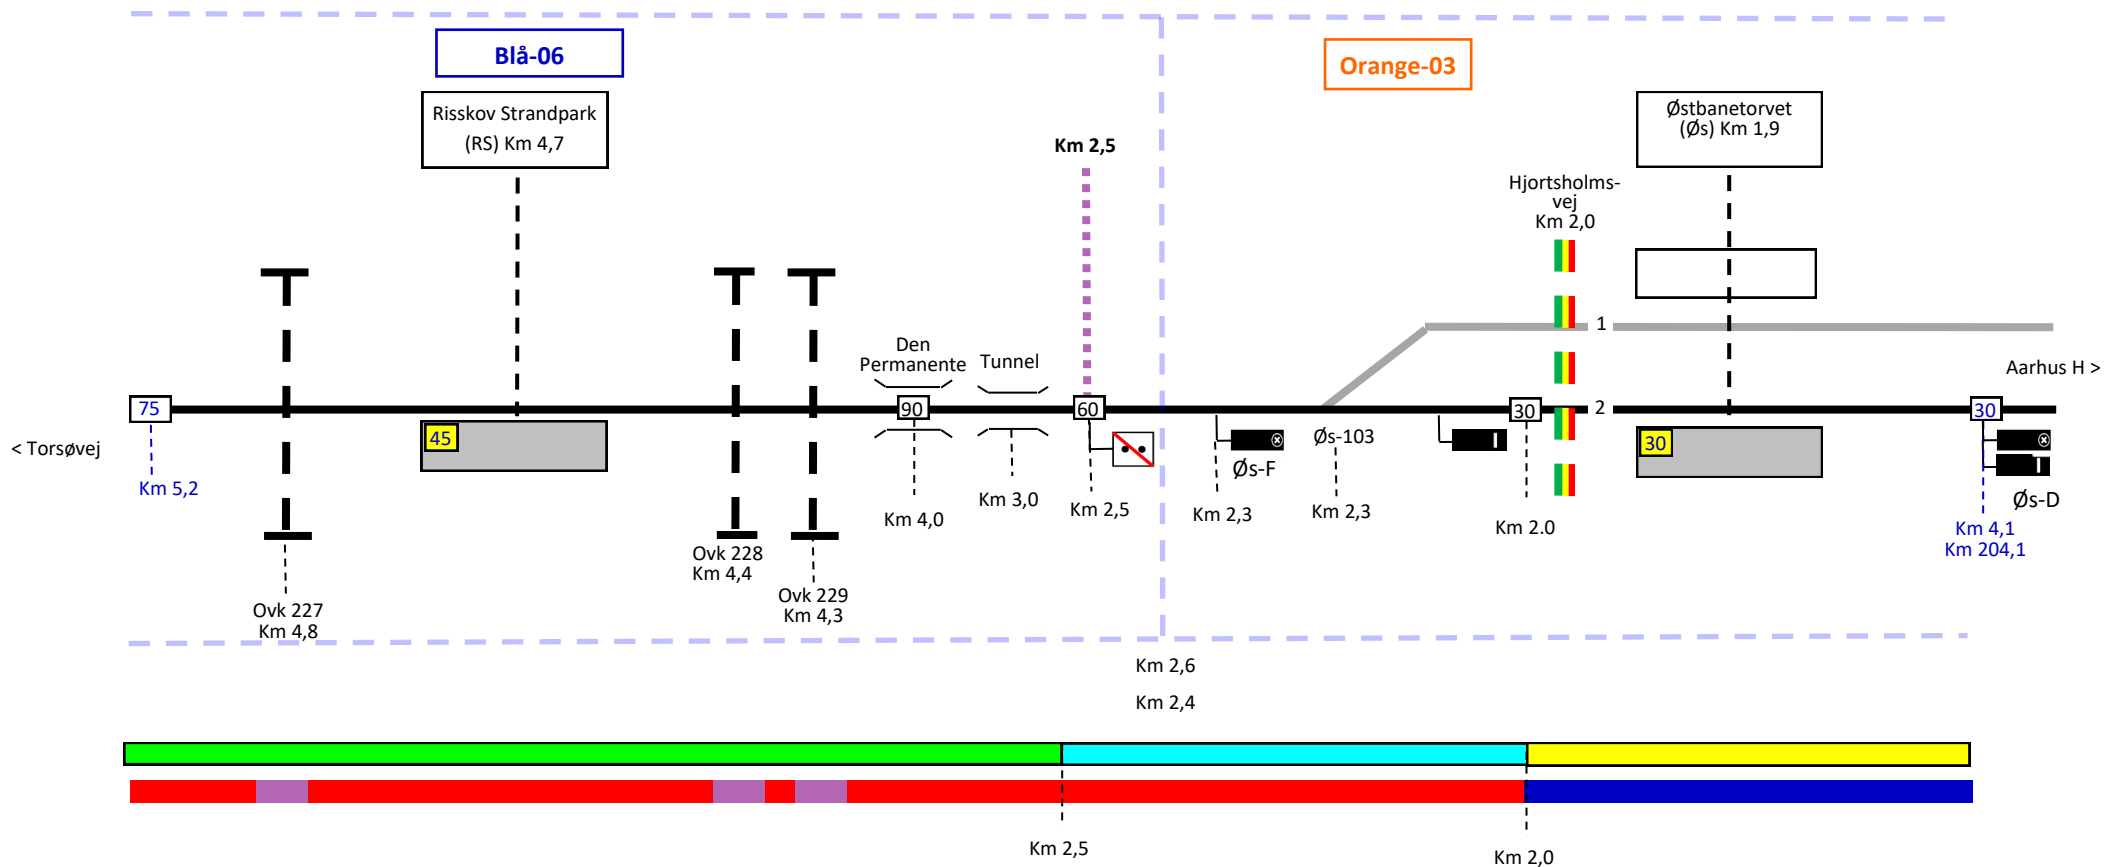 Blå-06
Orange-03
Risskov Strandpark
(RS) Km 4,7
Østbanetorvet
(Øs) Km 1,9
Km 2,5
Hjortsholms-
vej
Km 2,0
1
Den
Permanente
Tunnel
Aarhus H >
75
90
60
30
2
30
< Torsøvej
45
Øs-F
Øs-103
30
Km 5,2
Km 4,0
Km 3,0
Km 2,5
Km 2,3
Km 2,3
Km 2.0
Øs-D
Km 4,1
Km 204,1
Ovk 228
Km 4,4
Ovk 229
Km 4,3
Ovk 227
Km 4,8
Km 2,6
Km 2,4
Km 2,5
Km 2,0